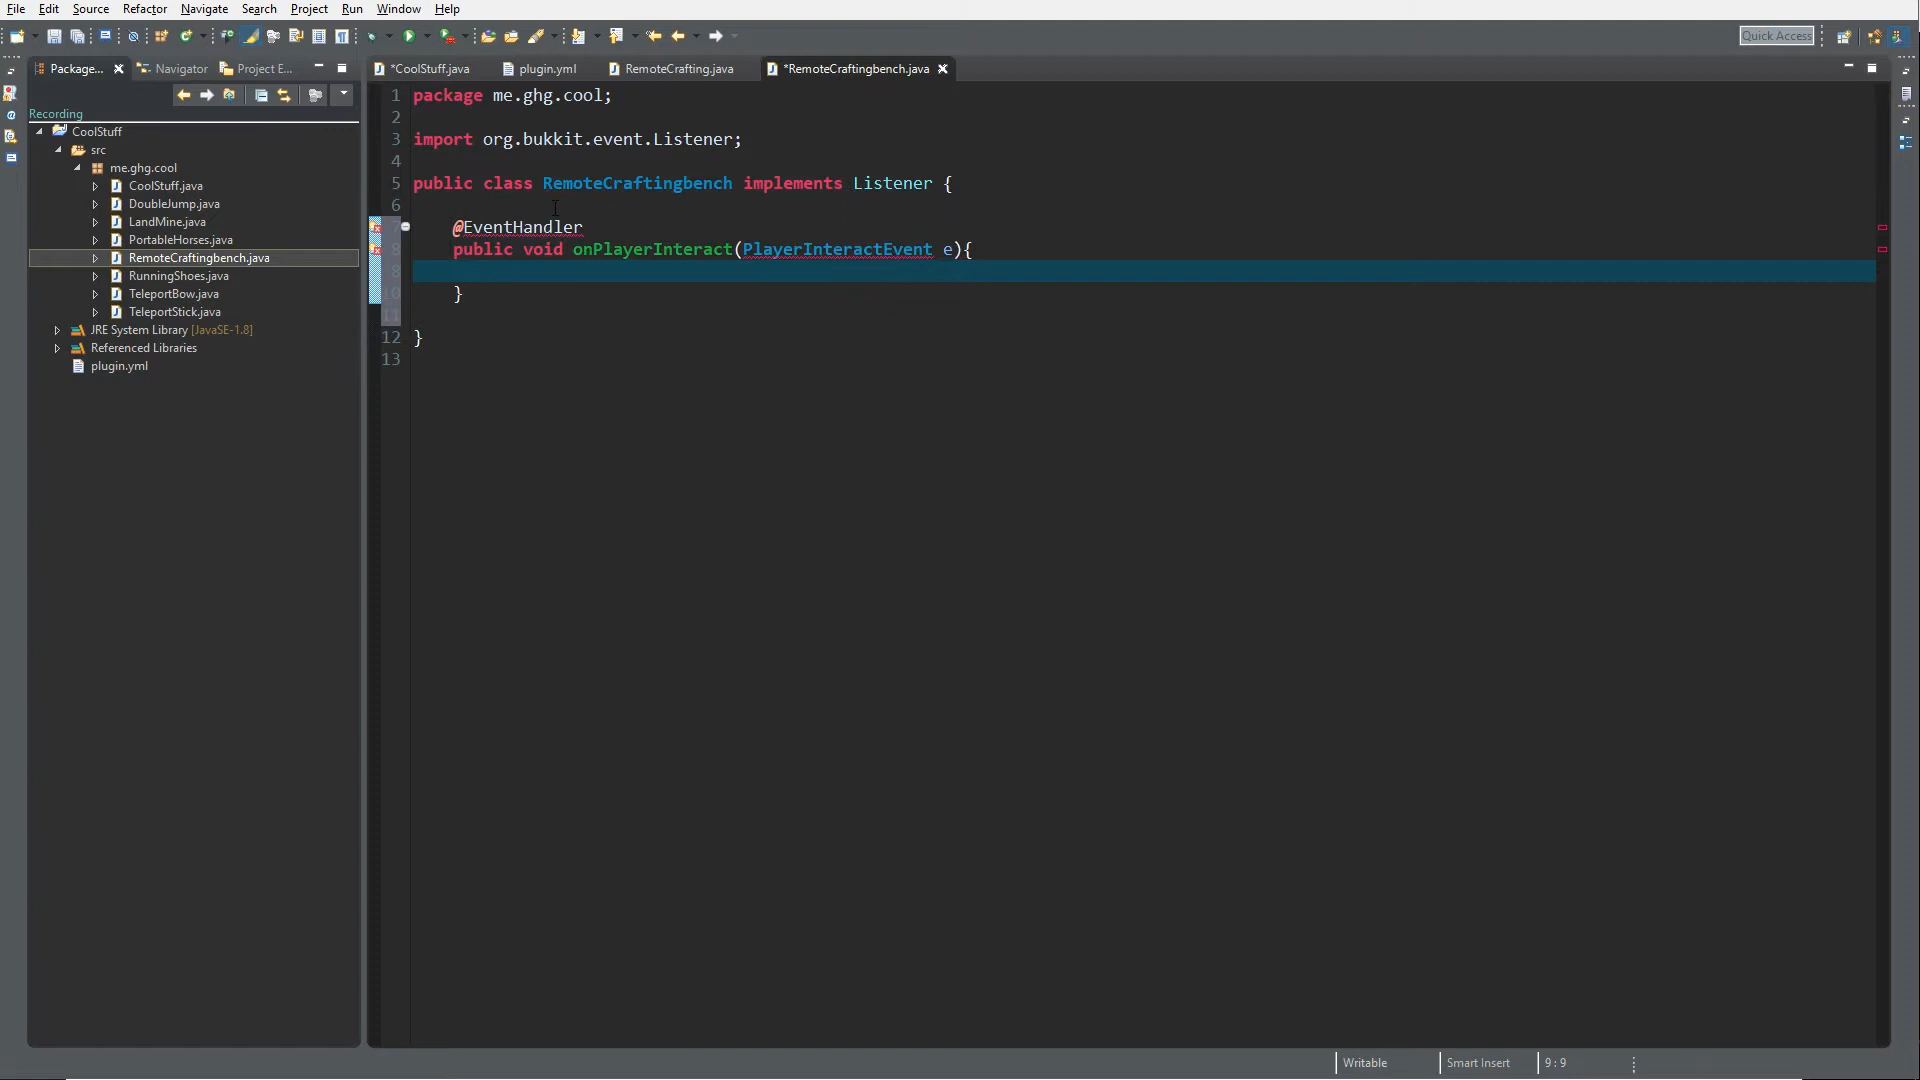 File Edit Source Refactor Navigate Search Project Run Window Help
Quick Access
Package... Navigator Project E...
*CoolStuff.java plugin.yml RemoteCrafting.java *RemoteCraftingbench.java
Recording
CoolStuff
src
me.ghg.cool
CoolStuff.java
DoubleJump.java
LandMine.java
PortableHorses.java
RemoteCraftingbench.java
RunningShoes.java
TeleportBow.java
TeleportStick.java
JRE System Library [JavaSE-1.8]
Referenced Libraries
plugin.yml
1 package me.ghg.cool;
2
3 import org.bukkit.event.Listener;
4
5 public class RemoteCraftingbench implements Listener {
6
@EventHandler
8 public void onPlayerInteract(PlayerInteractEvent e){
9
10 }
11
12 }
13
Writable Smart Insert 9 : 9